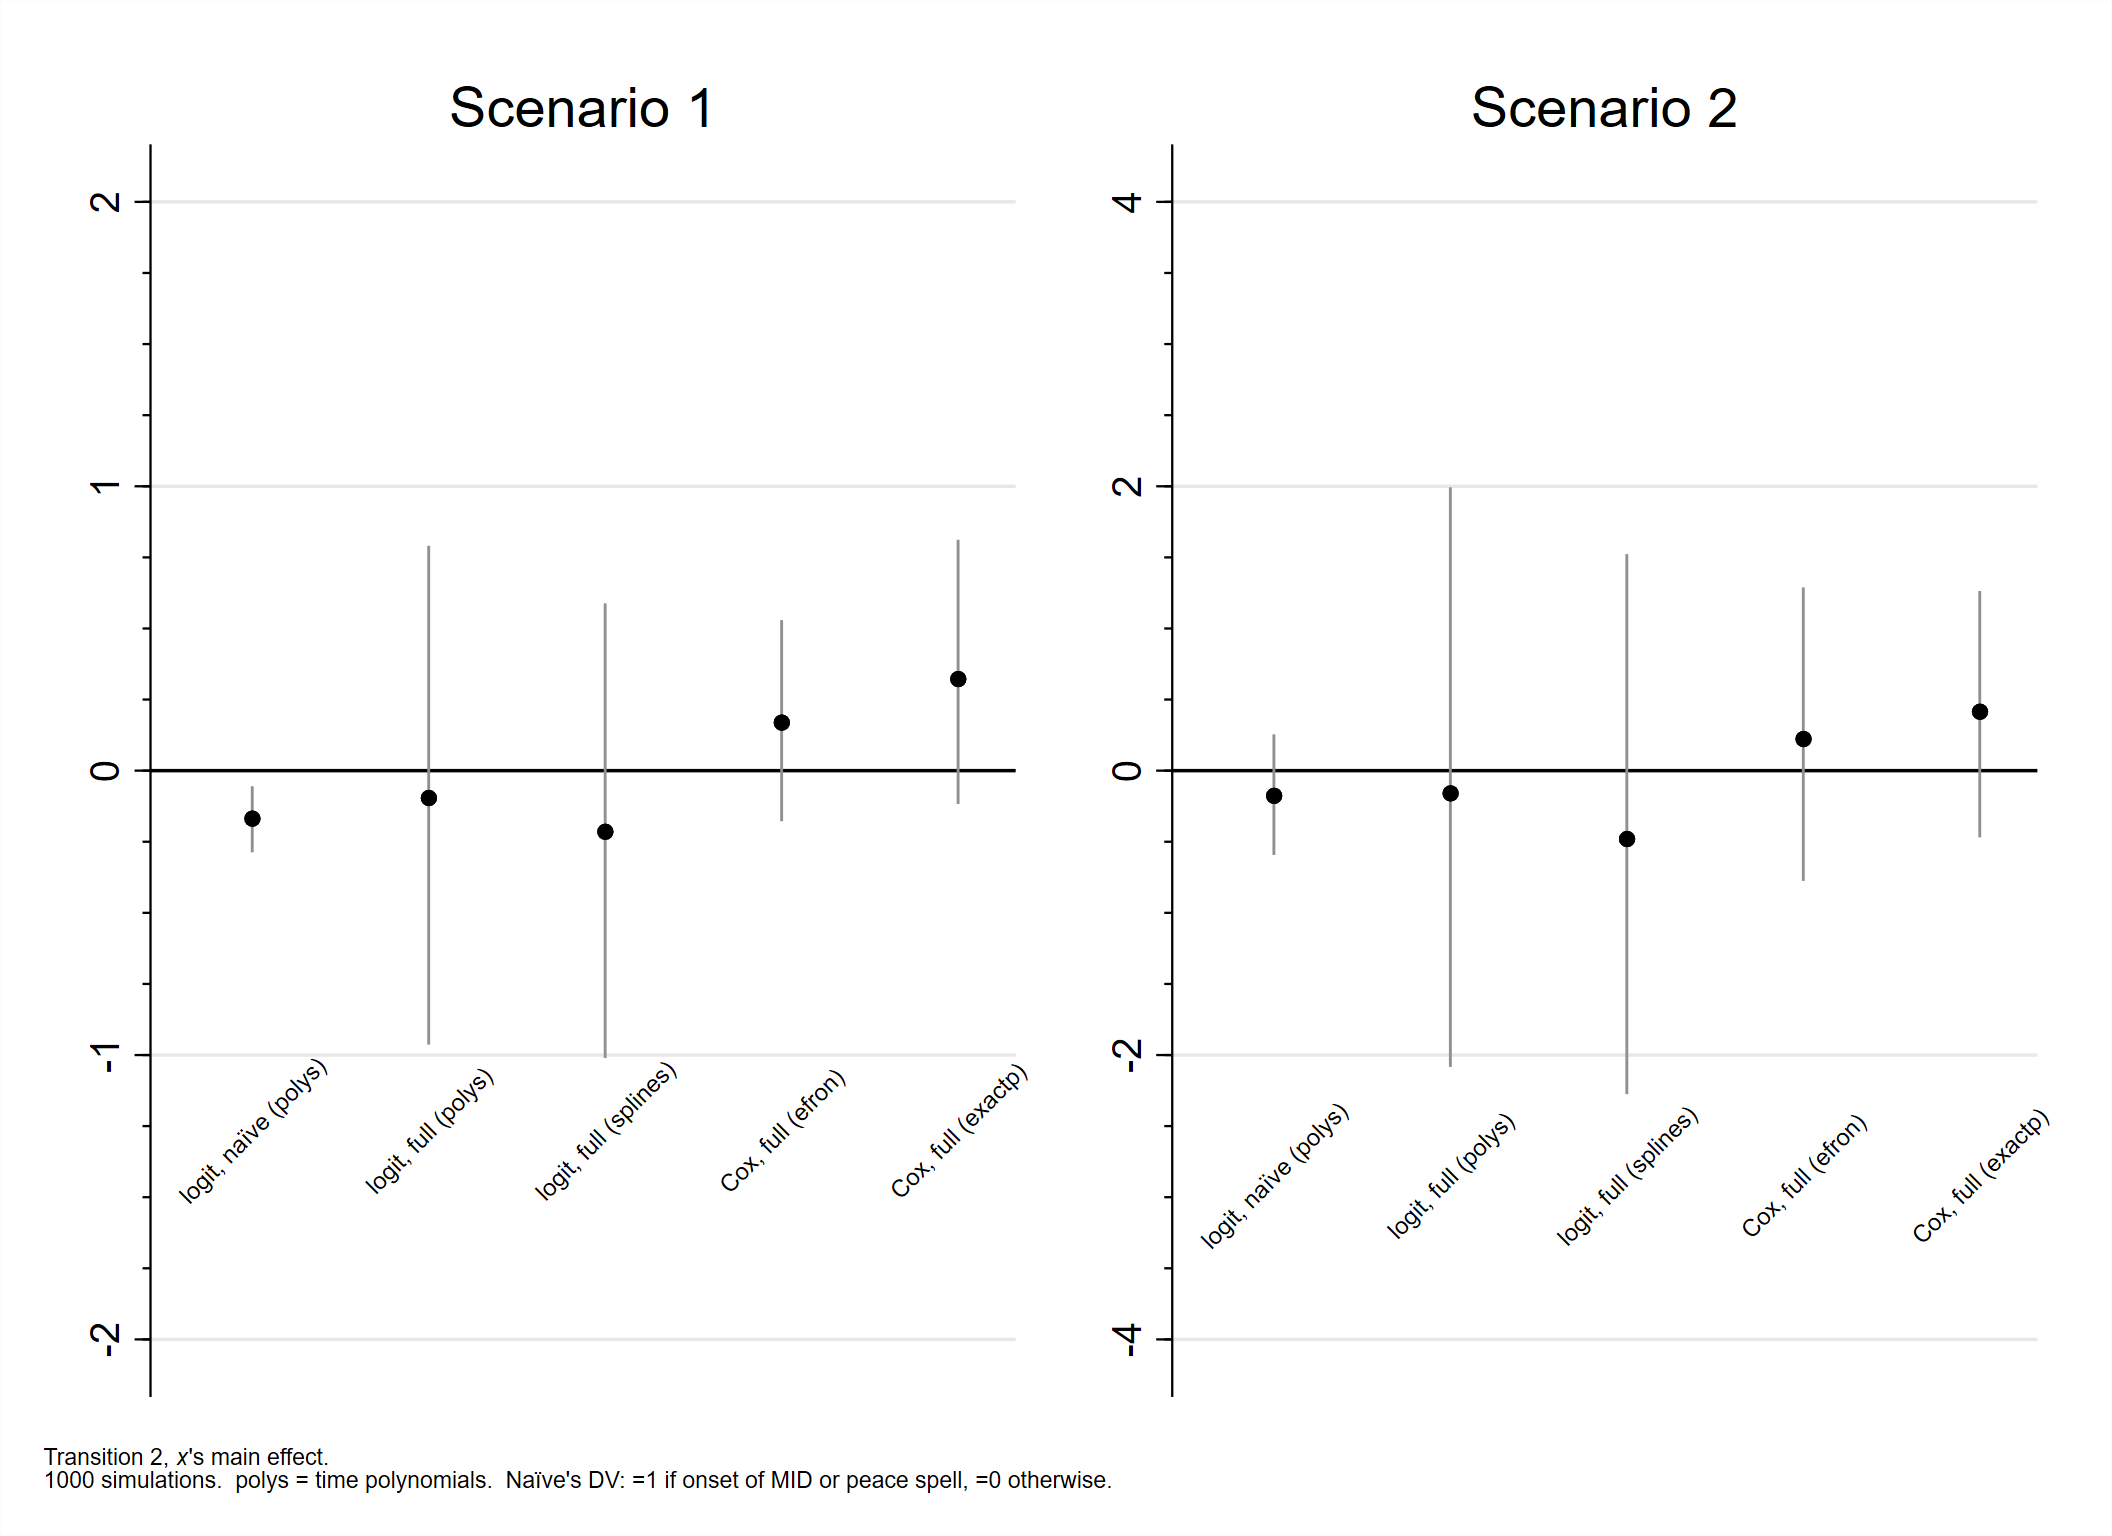 Scenario 1
2
1
0
-1
-2
logit, naïve (polys)
logit, full (polys)
logit, full (splines)
Cox, full (efron)
Cox, full (exactp)
Scenario 2
4
2
0
-2
-4
logit, naïve (polys)
logit, full (polys)
logit, full (splines)
Cox, full (efron)
Cox, full (exactp)
Transition 2, x's main effect.
1000 simulations.  polys = time polynomials.  Naïve's DV: =1 if onset of MID or peace spell, =0 otherwise.